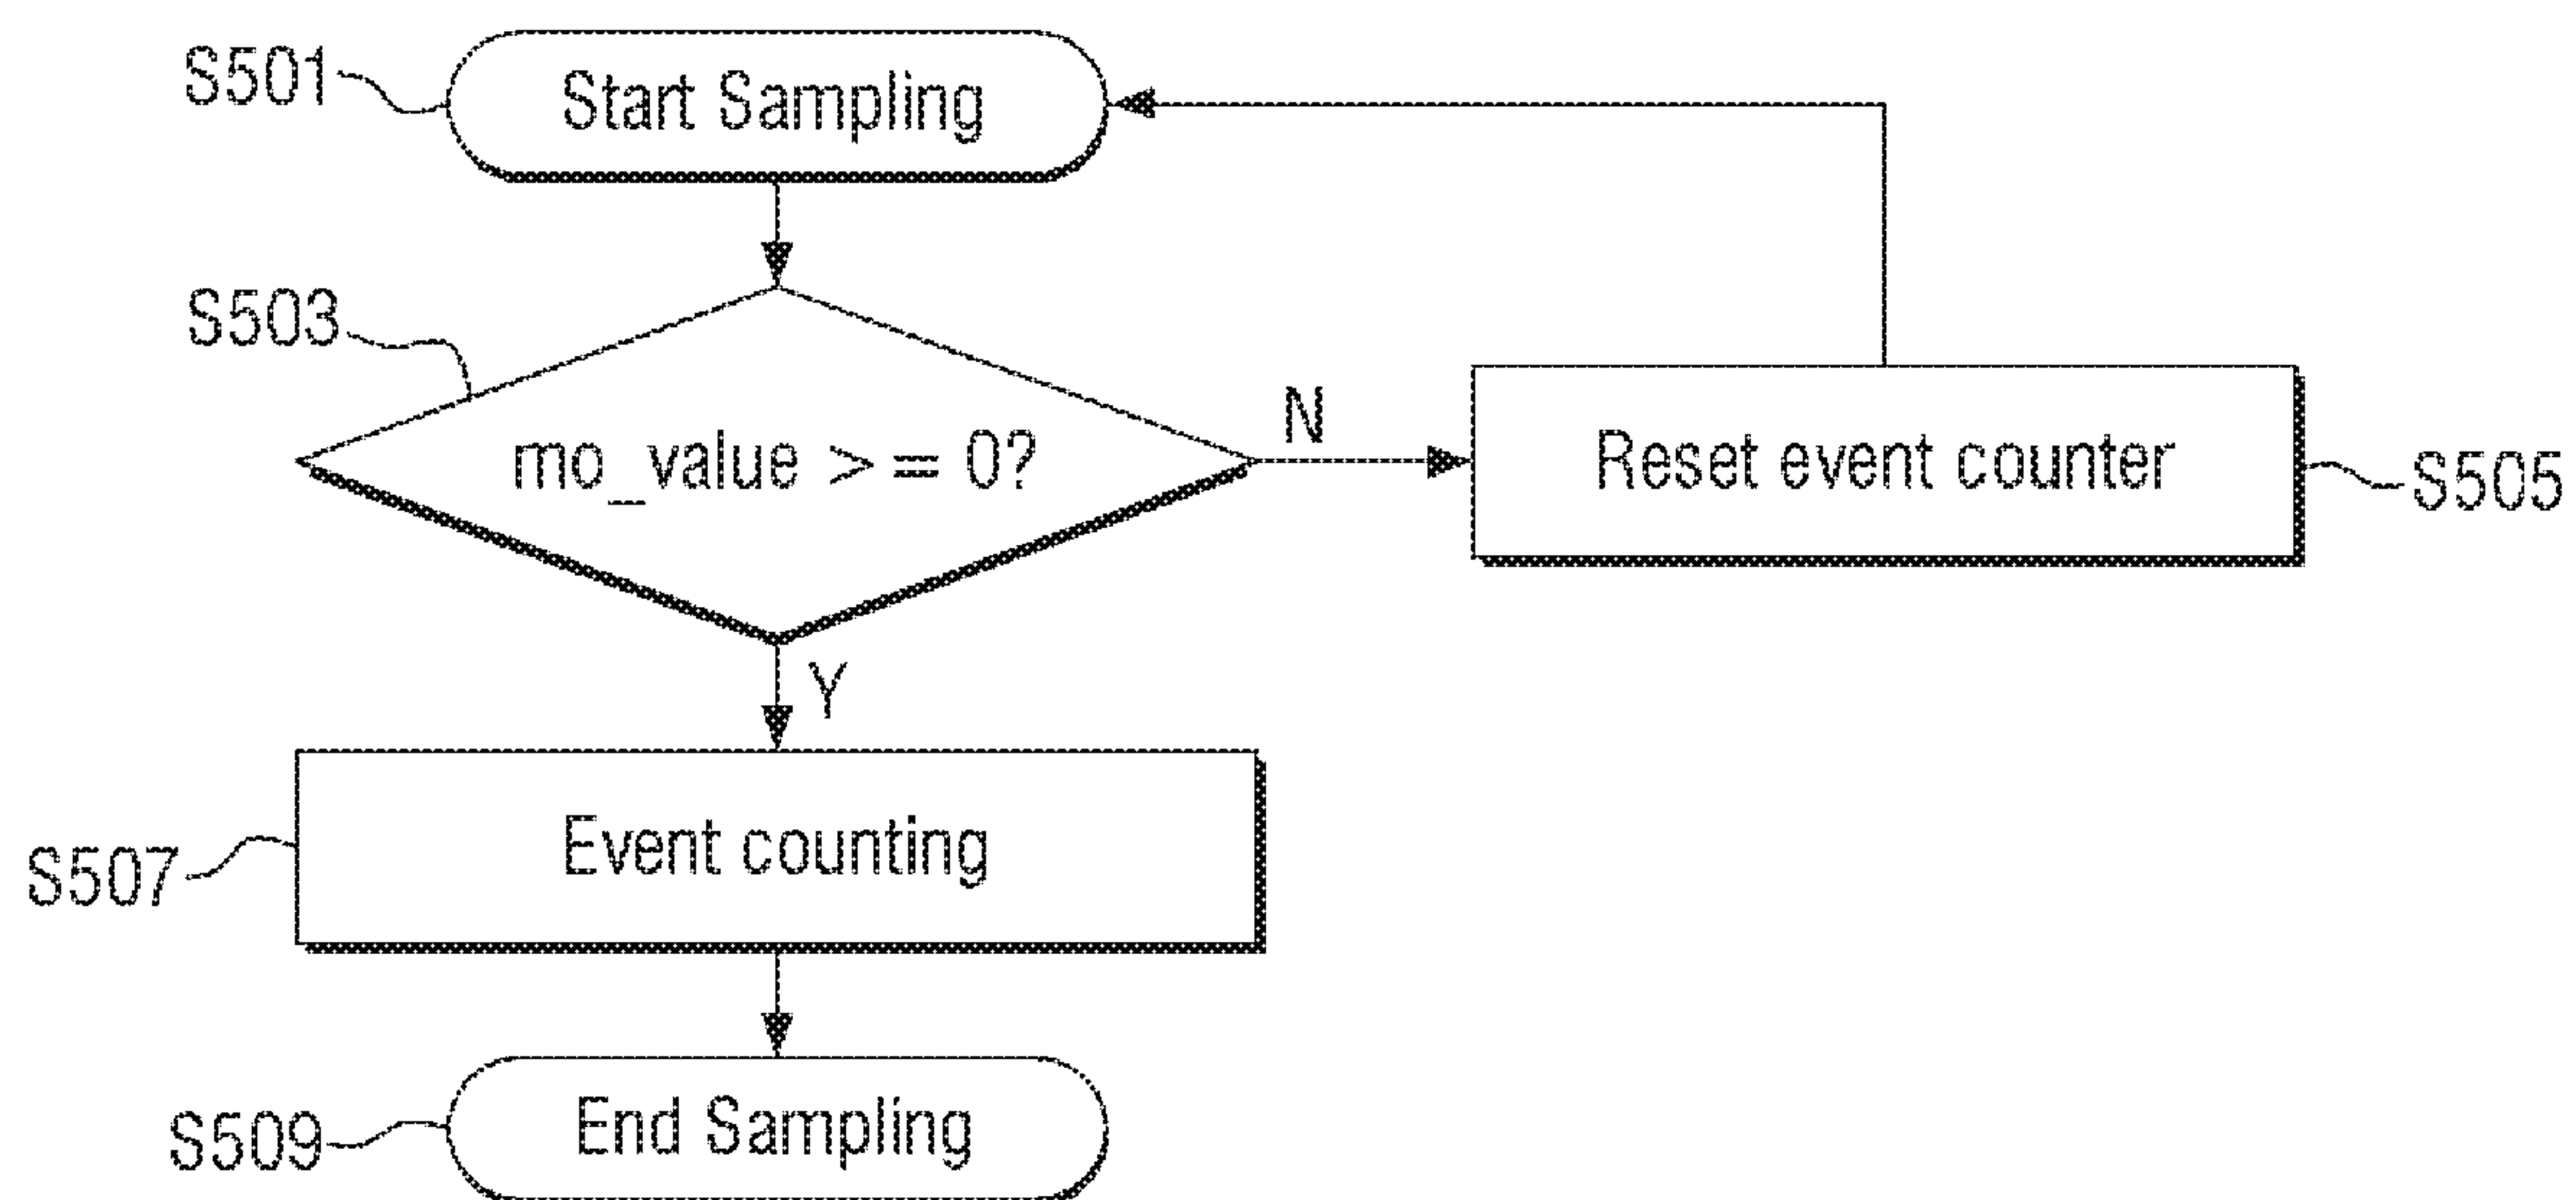 S501
Start Sampling
S503
mo_value > = 0?
N
Reset event counter
S505
Y
S507
Event counting
S509
End Sampling